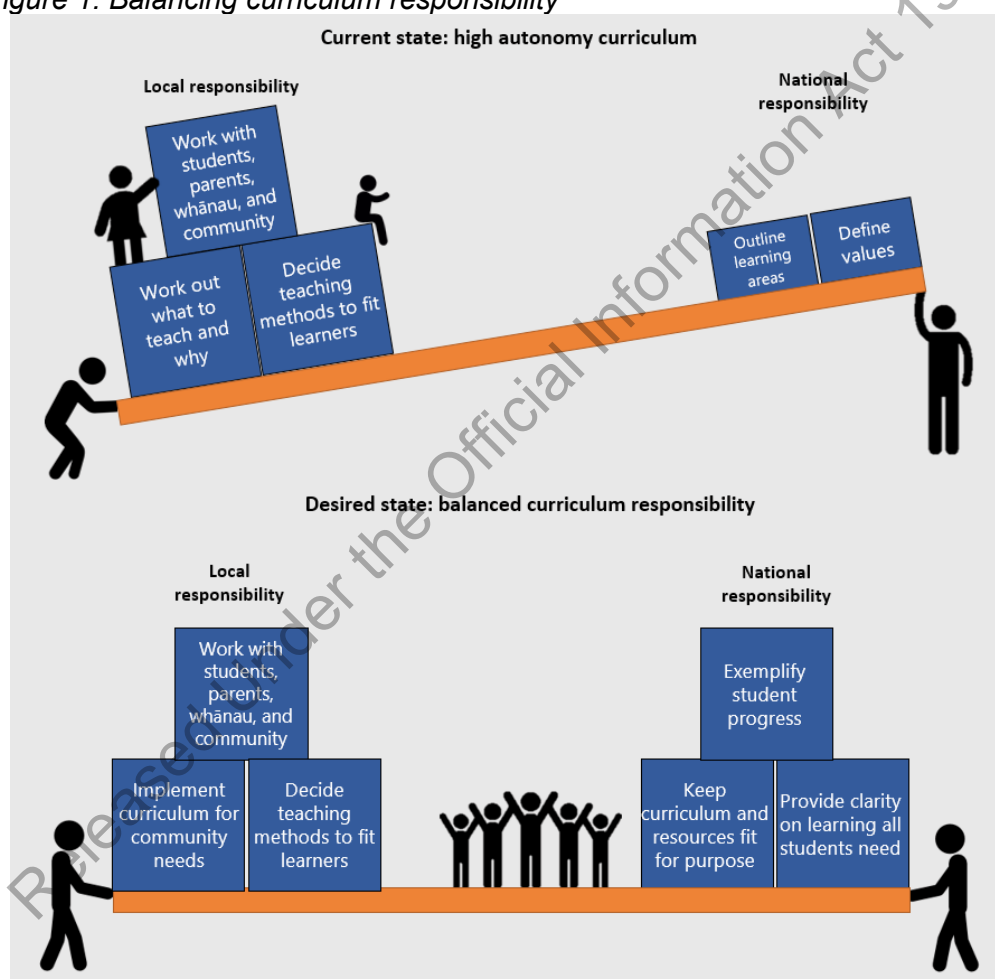 igure 1: Balancing curriculum responsibility
Current state: high autonomy curriculum
Local responsibility
National
responsibility
Work with
students,
parents,
whānau, and
community
Work out
what to
teach and
why
Decide
teaching
methods to fit
learners
Outline
learning
areas
Define
values
Desired state: balanced curriculum responsibility
Local
responsibility
National
responsibility
Work with
students,
parents,
whānau, and
community
Implement
curriculum for
community
needs
Decide
teaching
methods to fit
learners
Exemplify
student
progress
Keep
curriculum and
resources fit
for purpose
Provide clarity
on learning all
students need
Released under the Official Information Act 19